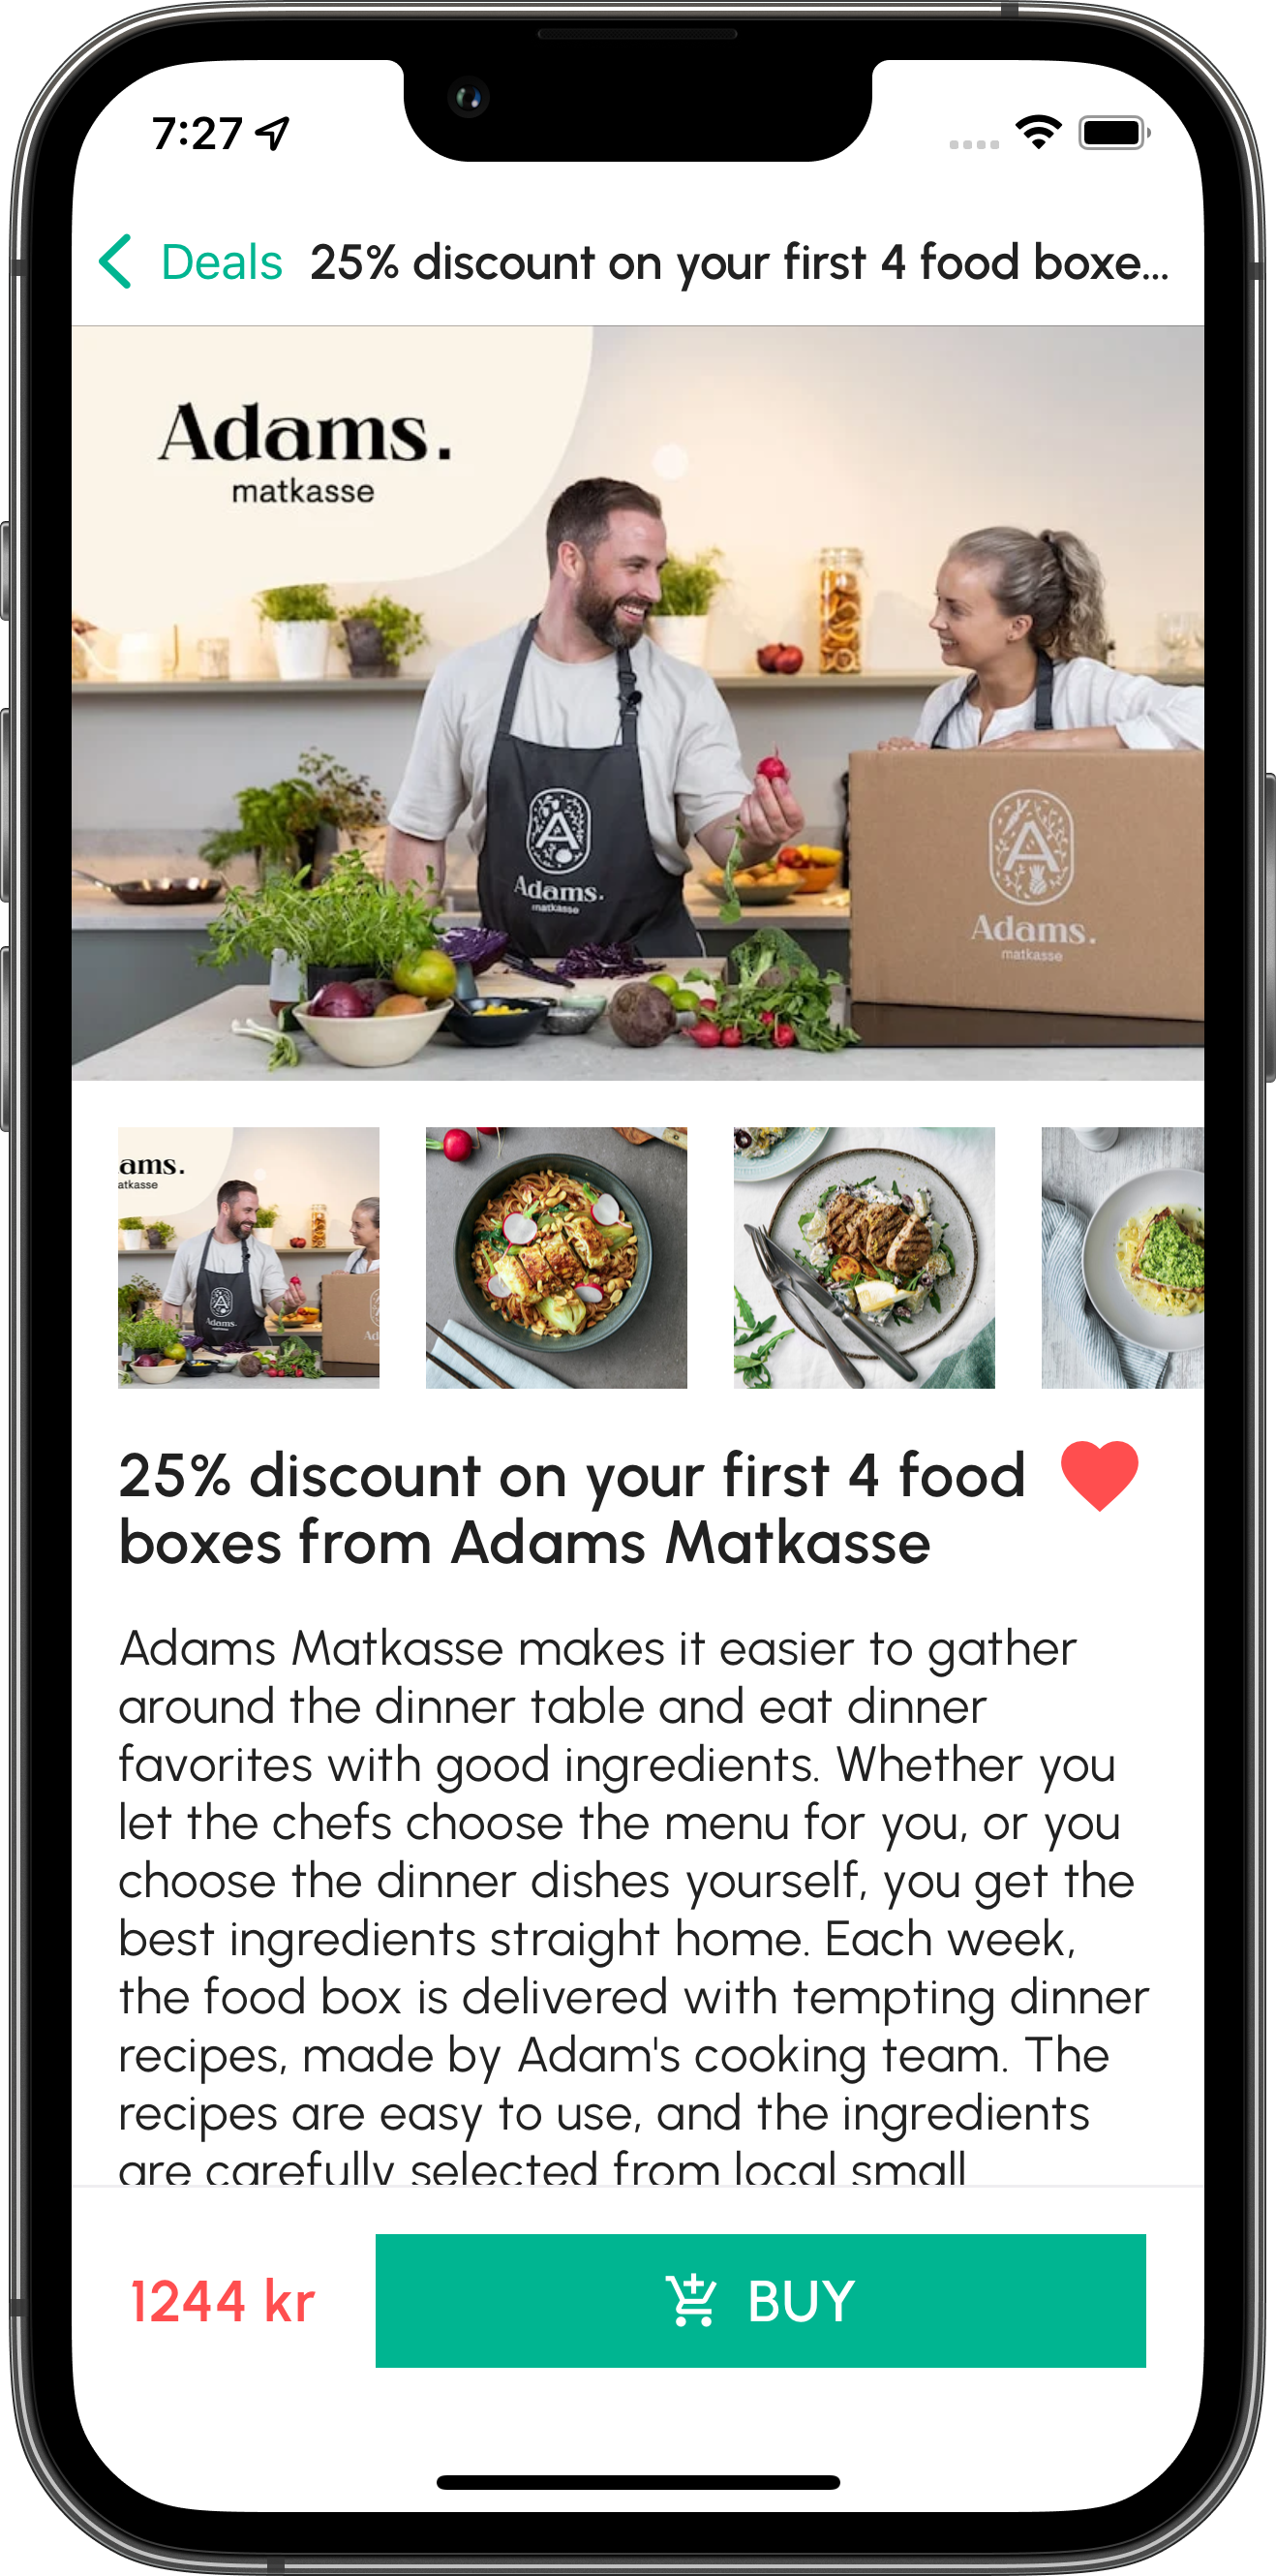 7:27
Deals 25% discount on your first 4 food boxe...
Adams.
matkasse
Adams.
matkasse
Adams.
matkasse
ams.
atkasse
Adams.
Ad
25% discount on your first 4 food
boxes from Adams Matkasse
Adams Matkasse makes it easier to gather
around the dinner table and eat dinner
favorites with good ingredients. Whether you
let the chefs choose the menu for you, or you
choose the dinner dishes yourself, you get the
best ingredients straight home. Each week,
the food box is delivered with tempting dinner
recipes, made by Adam's cooking team. The
recipes are easy to use, and the ingredients
are carefully selected from local small
1244 kr
BUY